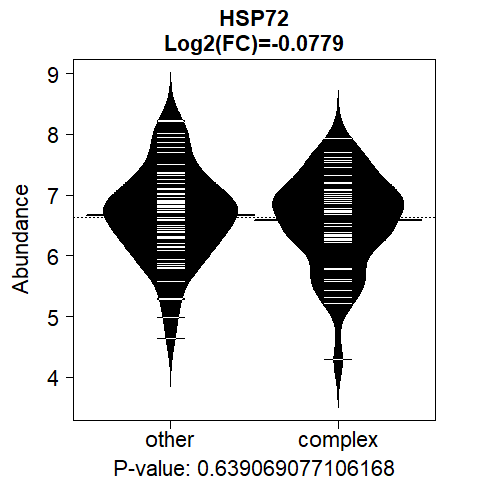 HSP72
Log2(FC)=-0.0779
Abundance
9
8
7
6
5
4
other
complex
P-value: 0.639069077106168